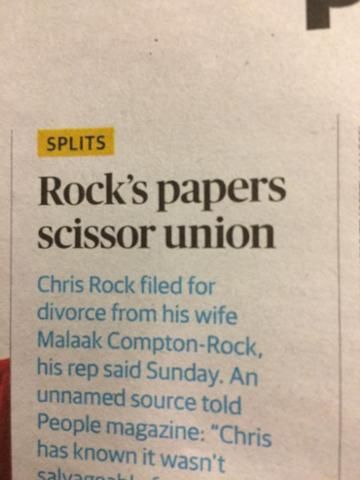 SPLITS
Rock's papers
scissor union
Chris Rock filed for
divorce from his wife
Malaak Compton-Rock,
his rep said Sunday. An
unnamed source told
People magazine: "Chris
has known it wasn't